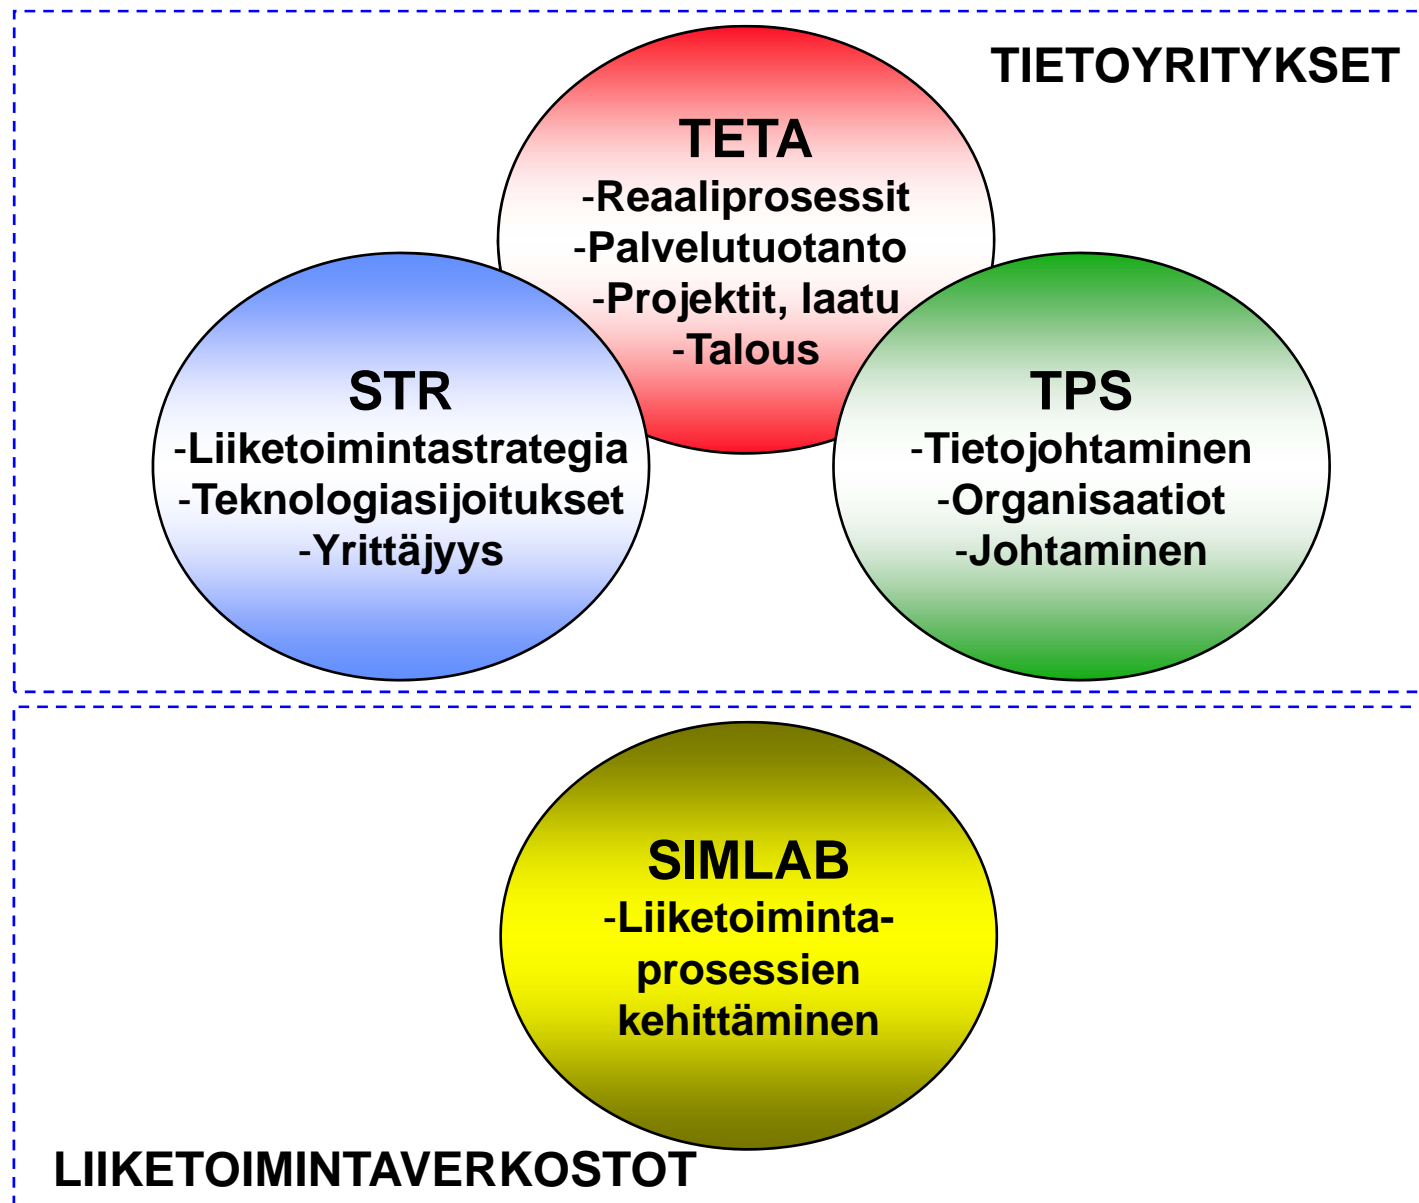 TIETOYRITYKSET
TETA
-Reaaliprosessit
-Palvelutuotanto
-Projektit, laatu
-Talous
STR
-Liiketoimintastrategia
-Teknologiasijoitukset
-Yrittäjyys
TPS
-Tietojohtaminen
-Organisaatiot
-Johtaminen
SIMLAB
-Liiketoiminta-
prosessien
kehittäminen
LIIKETOIMINTAVERKOSTOT